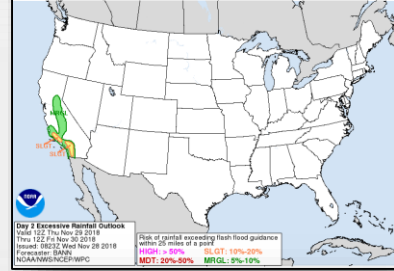 MRGL
SLGT
SLGT
Day 2 Excessive Rainfall Outlook
Valid 12Z Thu Nov 29 2018
Thru 12Z Fri Nov 30 2018
Issued: 0823Z Wed Nov 28 2018
Forecaster: BANN
NOAA/NWS/NCEP/WPC
Risk of rainfall exceeding flash flood guidance
within 25 miles of a point
HIGH: > 50% SLGT: 10%-20%
MDT: 20%-50% MRGL: 5%-10%